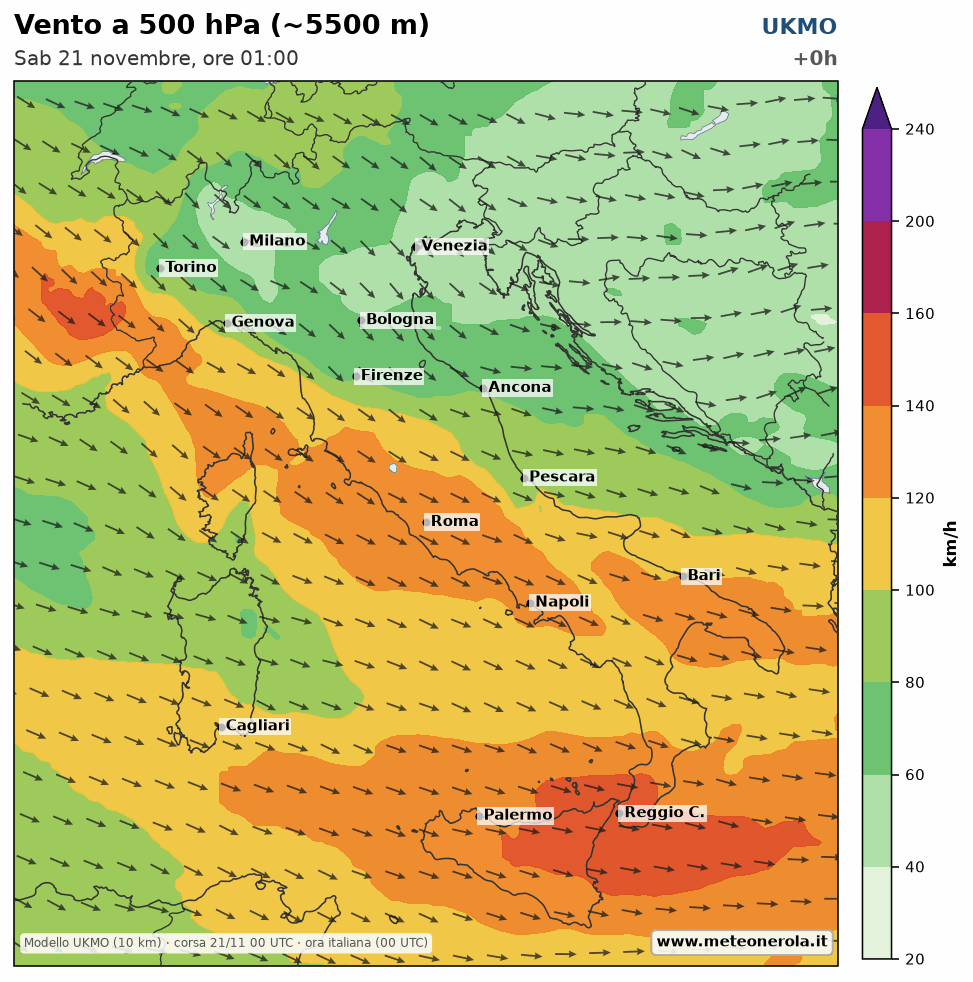 Vento a 500 hPa (~5500 m)
UKMO
Sab 21 novembre, ore 01:00
+0h
Milano
Venezia
Torino
Genova
Bologna
Firenze
Ancona
Pescara
Roma
Bari
Napoli
Cagliari
Palermo
Reggio C.
Modello UKMO (10 km) · corsa 21/11 00 UTC · ora italiana (00 UTC)
www.meteonerola.it
240
200
160
140
120
100
80
60
40
20
km/h